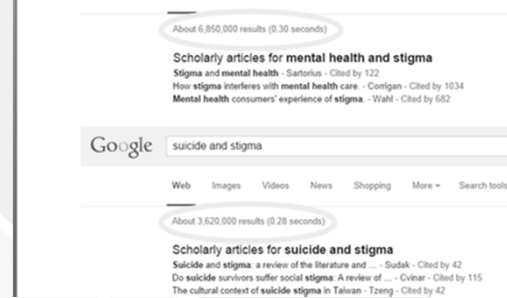 About 6,850,000 results (0.30 seconds)
Scholarly articles for mental health and stigma
Stigma and mental health - Sartorius - Cited by 122
How stigma interferes with mental health care. - Corrigan - Cited by 1034
Mental health consumers' experience of stigma. - Wahl - Cited by 682
Google suicide and stigma
Web Images Videos News Shopping More Search tools
About 3,620,000 results (0.28 seconds)
Scholarly articles for suicide and stigma
Suicide and stigma: a review of the literature and ... - Sudak - Cited by 42
Do suicide survivors suffer social stigma: A review of ... - Cvinar - Cited by 115
The cultural context of suicide stigma in Taiwan - Tzeng - Cited by 42